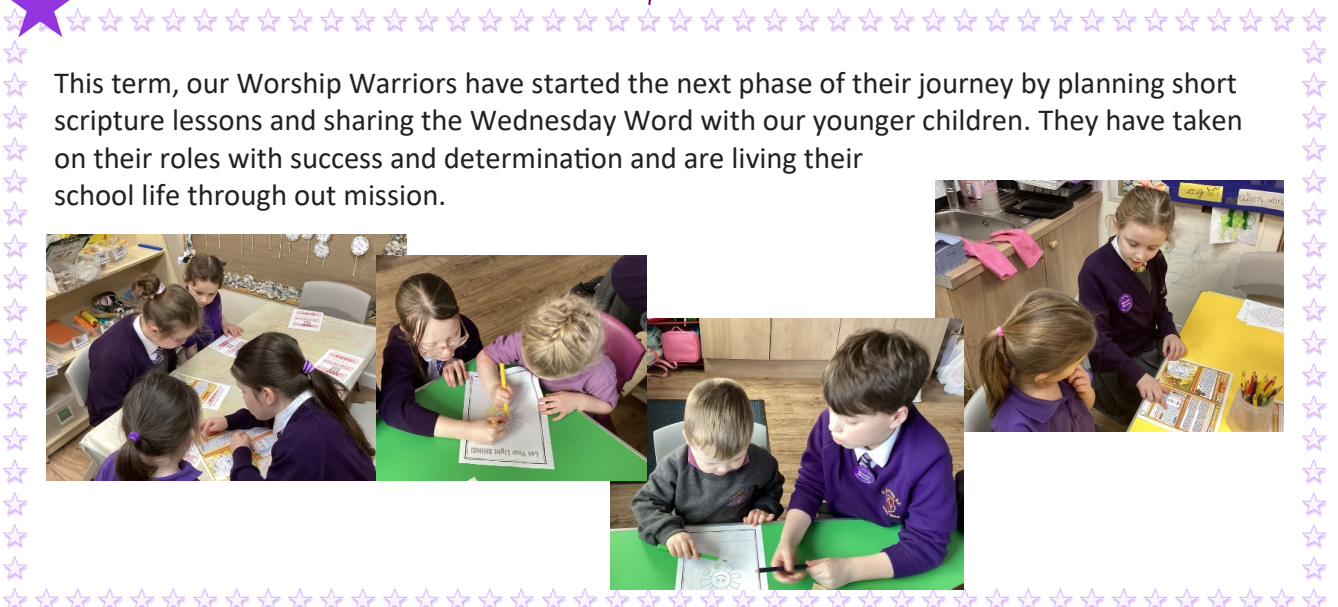 This term, our Worship Warriors have started the next phase of their journey by planning short
scripture lessons and sharing the Wednesday Word with our younger children. They have taken
on their roles with success and determination and are living their
school life through out mission.
alien word
Let Your Light SHINE!